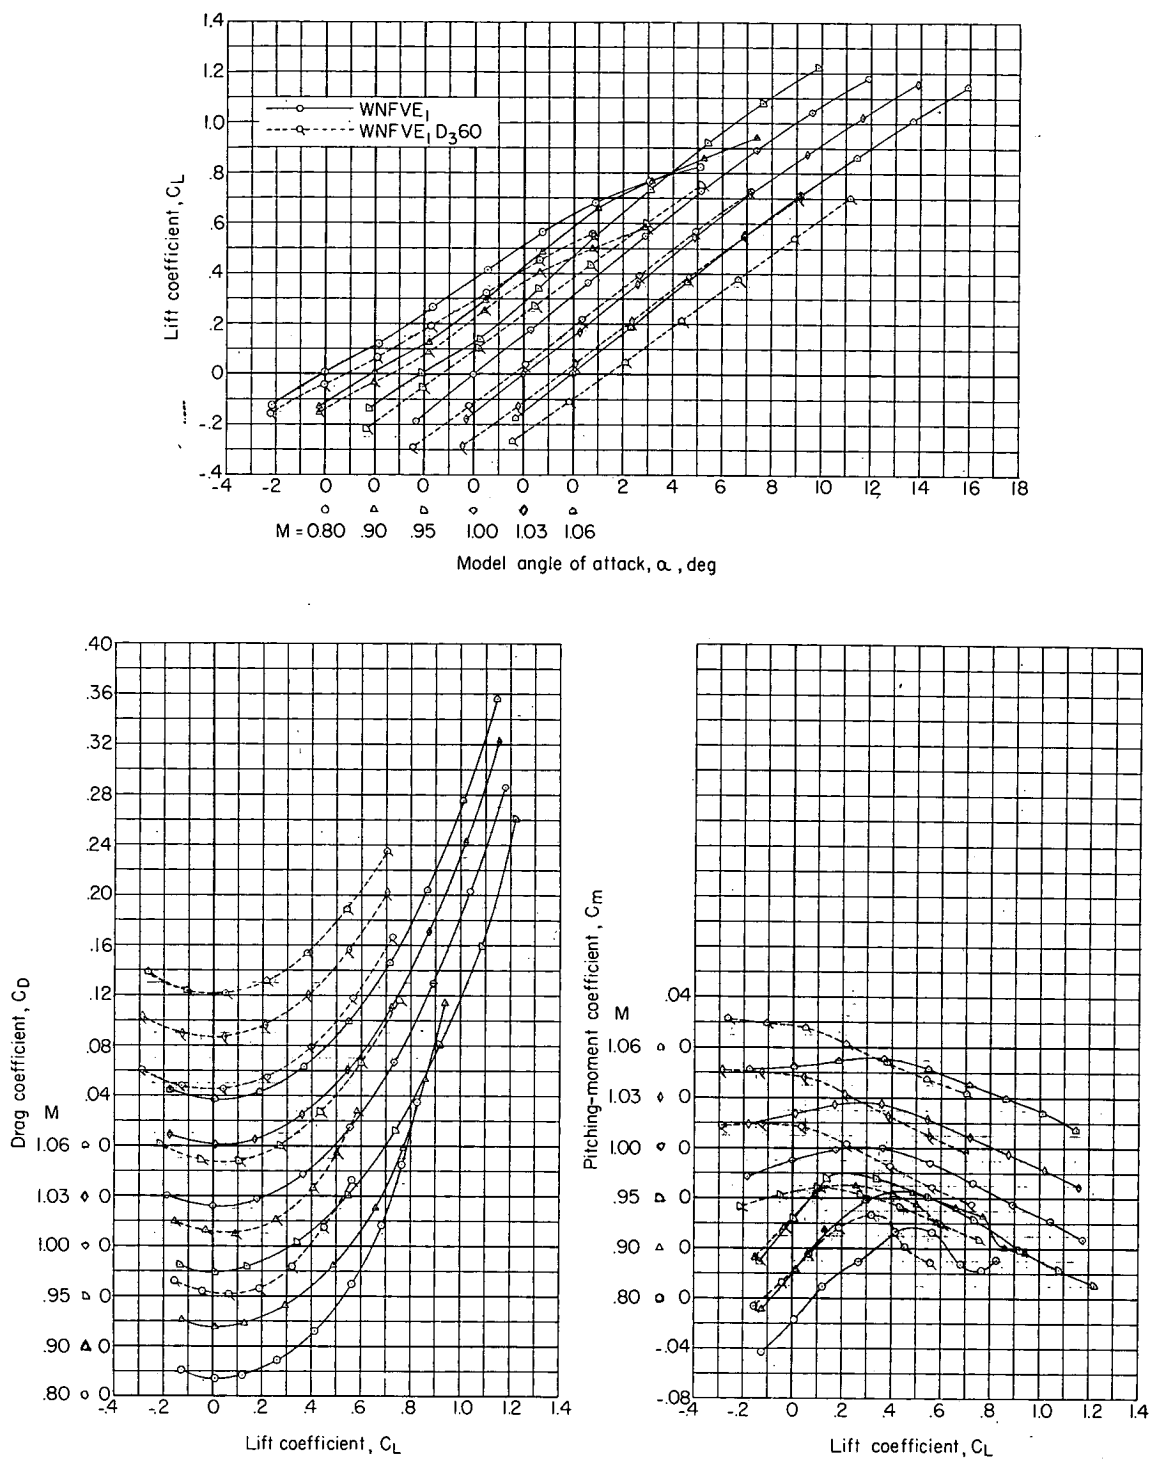 1.4
1.2
1.0
.8
.6
.4
.2
0
-.2
-.4
Lift coefficient, C_L
WNFVE₁
WNFVE₁D₃60
-4 -2 0 0 0 0 0 0 2 4 6 8 10 12 14 16 18
M = 0.80 .90 .95 1.00 1.03 1.06
Model angle of attack, α, deg
.40
.36
.32
.28
.24
.20
.16
.12
.08
.04
M
1.06 0
1.03 0
1.00 0
.95 0
.90 0
.80 0
Drag coefficient, C_D
-.4 -.2 0 .2 .4 .6 .8 1.0 1.2 1.4
Lift coefficient, C_L
.04
M
1.06 0
1.03 0
1.00 0
.95 0
.90 0
.80 0
-.04
-.08
Pitching-moment coefficient, C_m
-.4 -.2 0 .2 .4 .6 .8 1.0 1.2 1.4
Lift coefficient, C_L